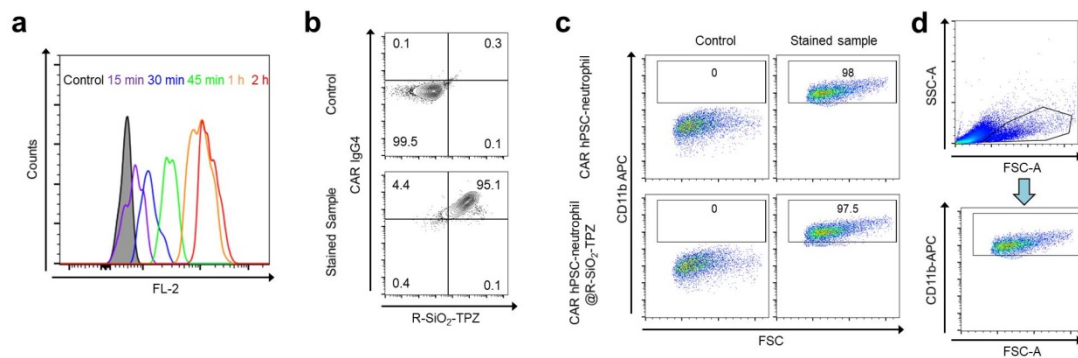 a
Control 15 min 30 min 45 min 1 h 2 h
Counts
FL-2
b
Control
Stained Sample
CAR IgG4
0.1 0.3
99.5 0.1
4.4 95.1
0.4 0.1
R-SiO₂-TPZ
c
Control Stained sample
CAR hPSC-neutrophil
CAR hPSC-neutrophil
@R-SiO₂-TPZ
CD11b APC
0 98
0 97.5
FSC
d
SSC-A
FSC-A
CD11b-APC
FSC-A